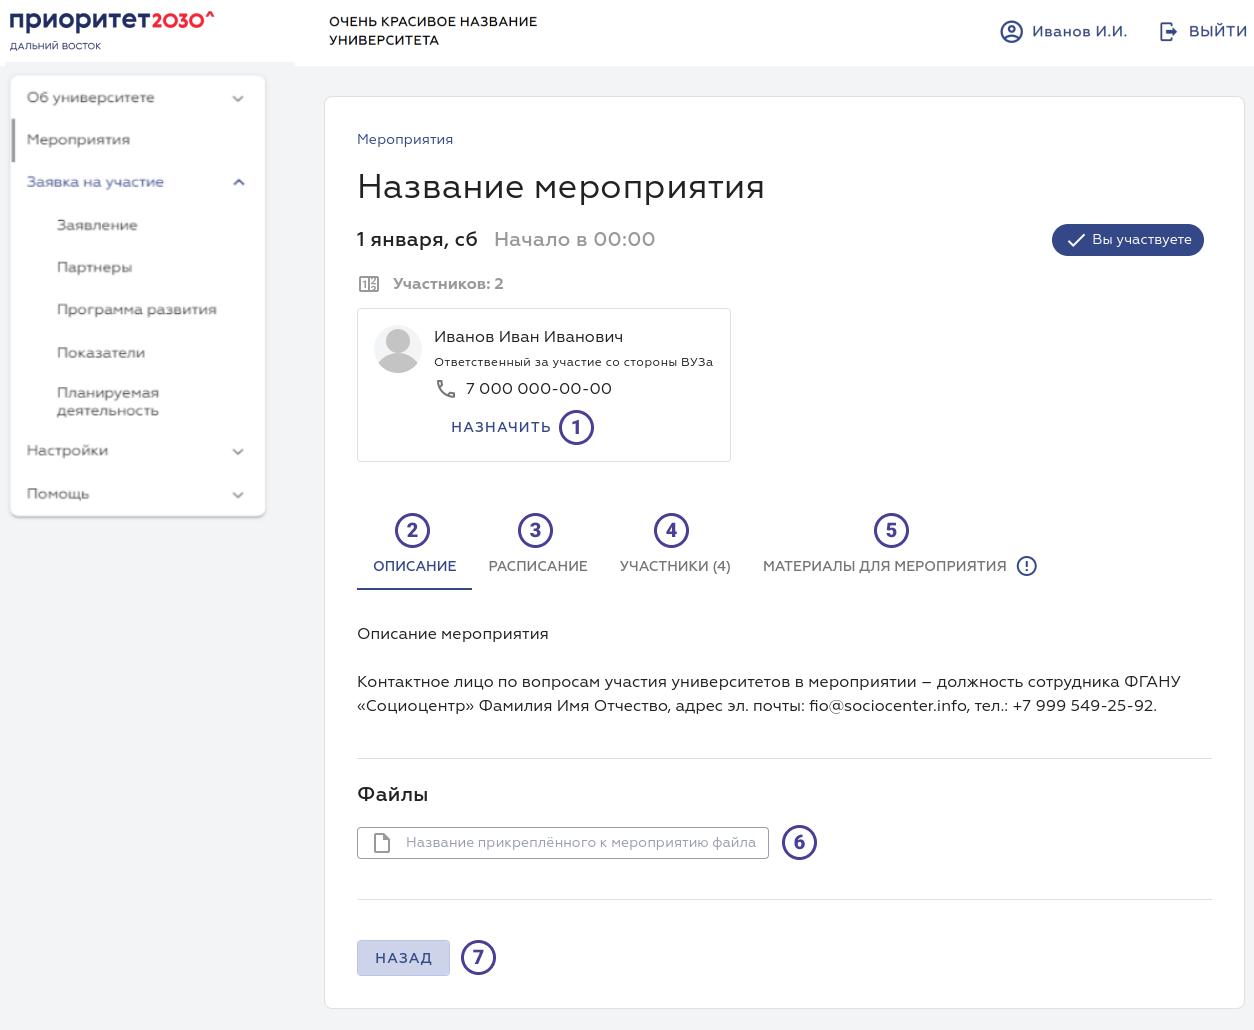 приоритет2030^
ДАЛЬНИЙ ВОСТОК
ОЧЕНЬ КРАСИВОЕ НАЗВАНИЕ
УНИВЕРСИТЕТА
Иванов И.И.
ВЫЙТИ
Об университете
Мероприятия
Заявка на участие
Заявление
Партнеры
Программа развития
Показатели
Планируемая
деятельность
Настройки
Помощь
Мероприятия
Название мероприятия
1 января, сб Начало в 00:00
Вы участвуете
Участников: 2
Иванов Иван Иванович
Ответственный за участие со стороны ВУЗа
7 000 000-00-00
НАЗНАЧИТЬ 1
2 3 4 5
ОПИСАНИЕ РАСПИСАНИЕ УЧАСТНИКИ (4) МАТЕРИАЛЫ ДЛЯ МЕРОПРИЯТИЯ
Описание мероприятия
Контактное лицо по вопросам участия университетов в мероприятии – должность сотрудника ФГАНУ
«Социоцентр» Фамилия Имя Отчество, адрес эл. почты: fio@sociocenter.info, тел.: +7 999 549-25-92.
Файлы
Название прикреплённого к мероприятию файла 6
НАЗАД 7